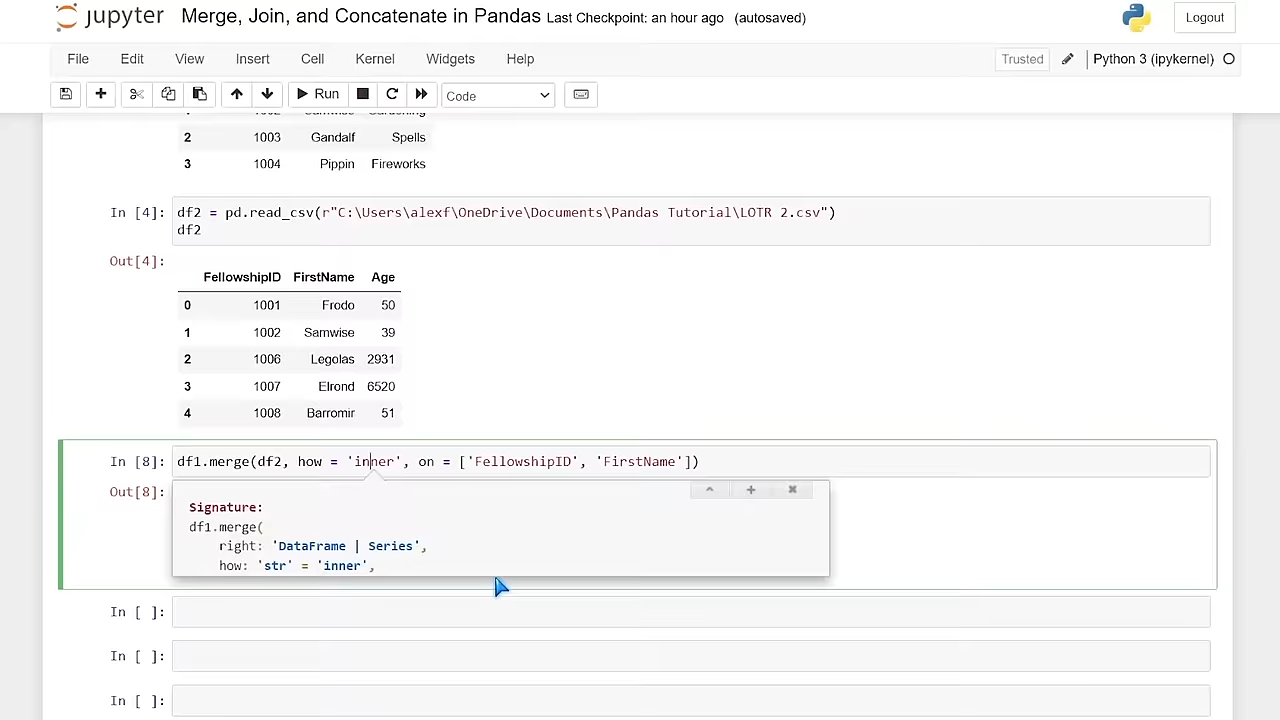 jupyter Merge, Join, and Concatenate in Pandas Last Checkpoint: an hour ago (autosaved) Logout
File Edit View Insert Cell Kernel Widgets Help Trusted Python 3 (ipykernel)
Run Code
2 1003 Gandalf Spells
3 1004 Pippin Fireworks
In [4]: df2 = pd.read_csv(r"C:\Users\alexf\OneDrive\Documents\Pandas Tutorial\LOTR 2.csv")
df2
Out[4]:
FellowshipID FirstName Age
0 1001 Frodo 50
1 1002 Samwise 39
2 1006 Legolas 2931
3 1007 Elrond 6520
4 1008 Barromir 51
In [8]: df1.merge(df2, how = 'inner', on = ['FellowshipID', 'FirstName'])
Out[8]:
Signature:
df1.merge(
right: 'DataFrame | Series',
how: 'str' = 'inner',
In [ ]:
In [ ]:
In [ ]: